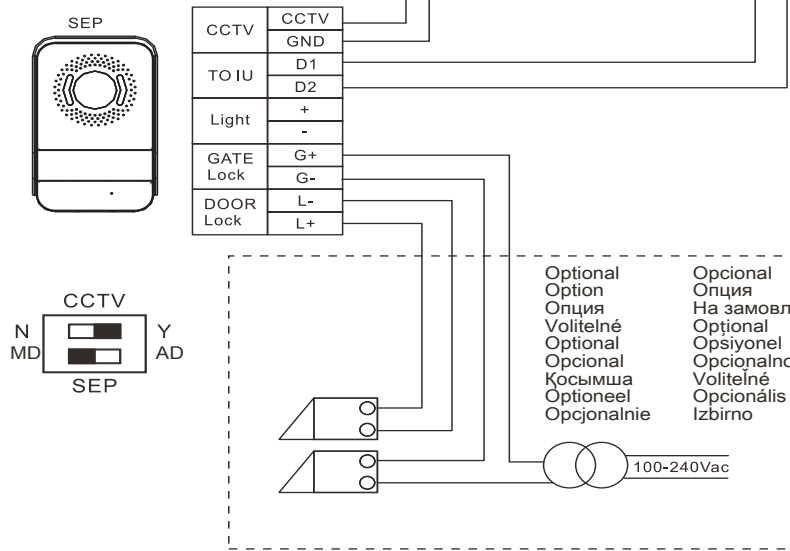 SEP
CCTV CCTV
GND
TO IU D1
D2
Light +
-
GATE Lock G+
G-
DOOR Lock L-
L+
CCTV
N Y
MD AD
SEP
Optional Opcional
Option Опция
Опция На замовл
Volitelné Opțional
Optional Opsiyonel
Opcional Opcionalno
Қосымша Voliteľné
Optioneel Opcionális
Opcjonalnie Izbirno
100-240Vac